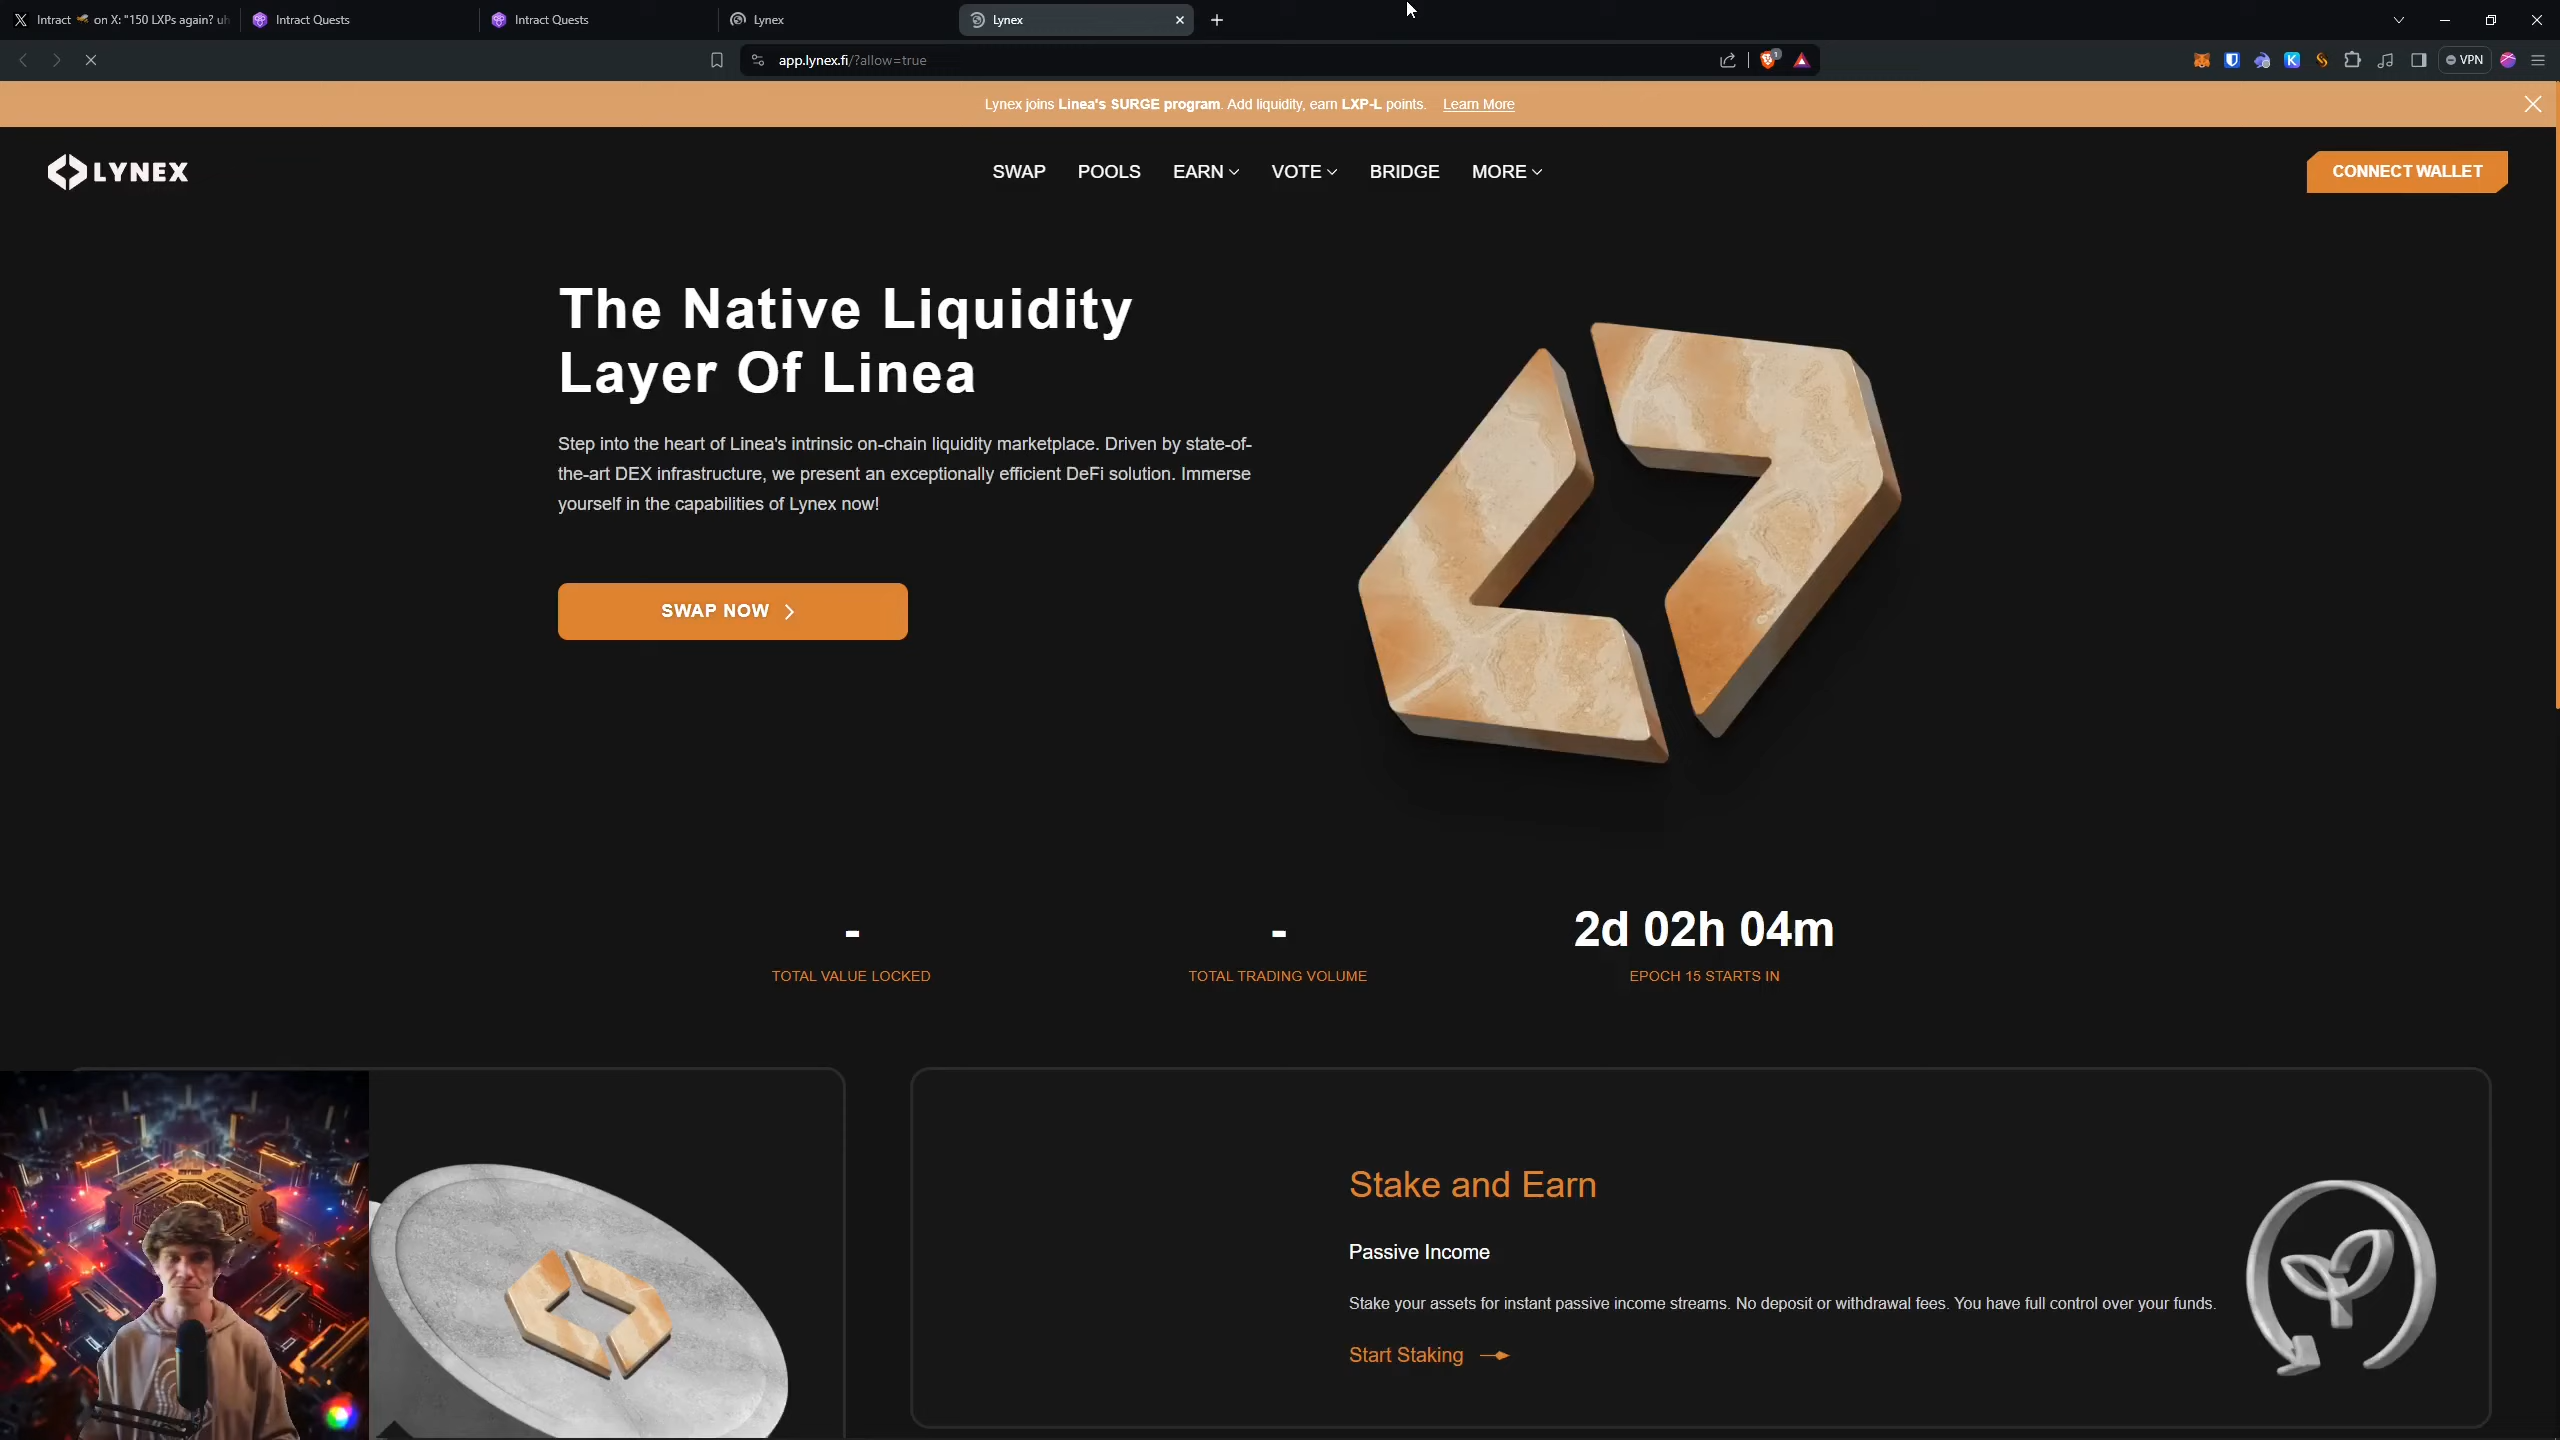 Intract on X: "150 LXPs again? uh
Intract Quests
Intract Quests
Lynex
Lynex
app.lynex.fi/?allow=true
1
K
VPN
Lynex joins Linea's SURGE program. Add liquidity, earn LXP-L points. Learn More
LYNEX
SWAP
POOLS
EARN
VOTE
BRIDGE
MORE
CONNECT WALLET
The Native Liquidity
Layer Of Linea
Step into the heart of Linea's intrinsic on-chain liquidity marketplace. Driven by state-of-
the-art DEX infrastructure, we present an exceptionally efficient DeFi solution. Immerse
yourself in the capabilities of Lynex now!
SWAP NOW
-
TOTAL VALUE LOCKED
-
TOTAL TRADING VOLUME
2d 02h 04m
EPOCH 15 STARTS IN
Stake and Earn
Passive Income
Stake your assets for instant passive income streams. No deposit or withdrawal fees. You have full control over your funds.
Start Staking